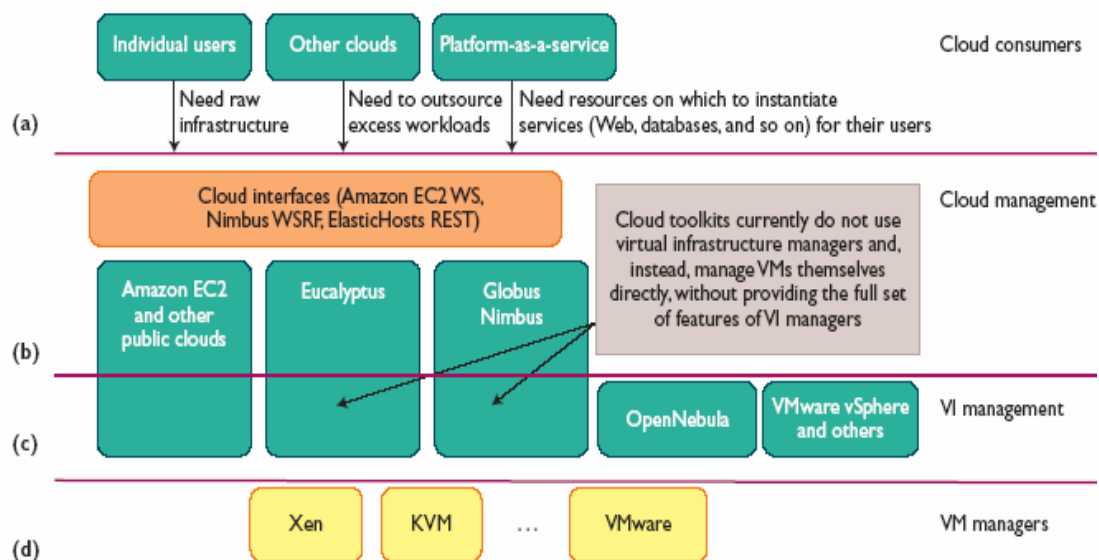 Individual users
Other clouds
Platform-as-a-service
Cloud consumers
Need raw
infrastructure
Need to outsource
excess workloads
Need resources on which to instantiate
services (Web, databases, and so on) for their users
(a)
Cloud interfaces (Amazon EC2 WS,
Nimbus WSRF, ElasticHosts REST)
Cloud toolkits currently do not use
virtual infrastructure managers and,
instead, manage VMs themselves
directly, without providing the full set
of features of VI managers
Cloud management
Amazon EC2
and other
public clouds
Eucalyptus
Globus
Nimbus
(b)
OpenNebula
VMware vSphere
and others
VI management
(c)
Xen
KVM
...
VMware
VM managers
(d)